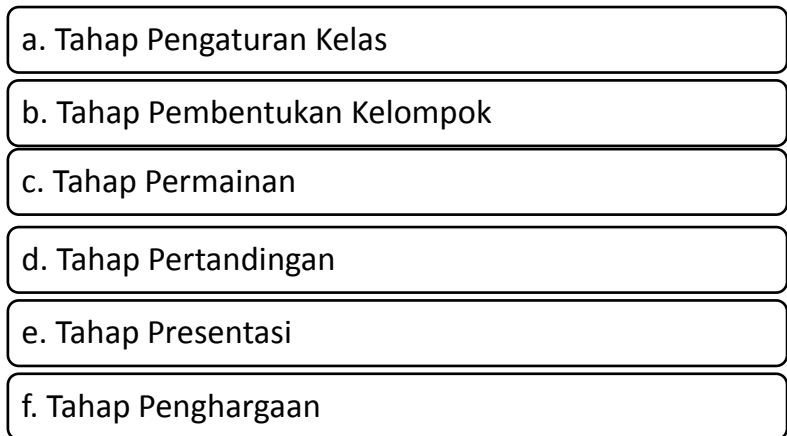 a. Tahap Pengaturan Kelas
b. Tahap Pembentukan Kelompok
c. Tahap Permainan
d. Tahap Pertandingan
e. Tahap Presentasi
f. Tahap Penghargaan